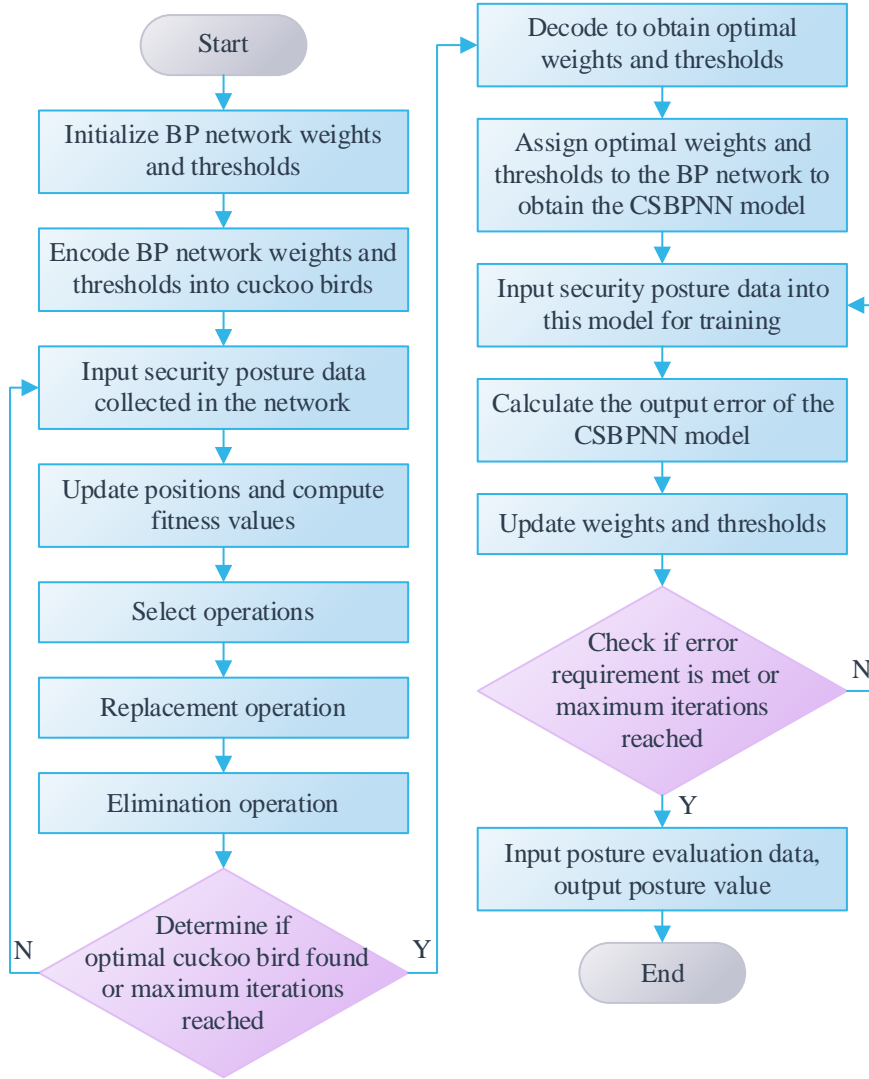 Start
Initialize BP network weights
and thresholds
Encode BP network weights and
thresholds into cuckoo birds
Input security posture data
collected in the network
Update positions and compute
fitness values
Select operations
Replacement operation
Elimination operation
Determine if
optimal cuckoo bird found
or maximum iterations
reached
N
Y
Decode to obtain optimal
weights and thresholds
Assign optimal weights and
thresholds to the BP network to
obtain the CSBPNN model
Input security posture data into
this model for training
Calculate the output error of the
CSBPNN model
Update weights and thresholds
Check if error
requirement is met or
maximum iterations
reached
N
Y
Input posture evaluation data,
output posture value
End